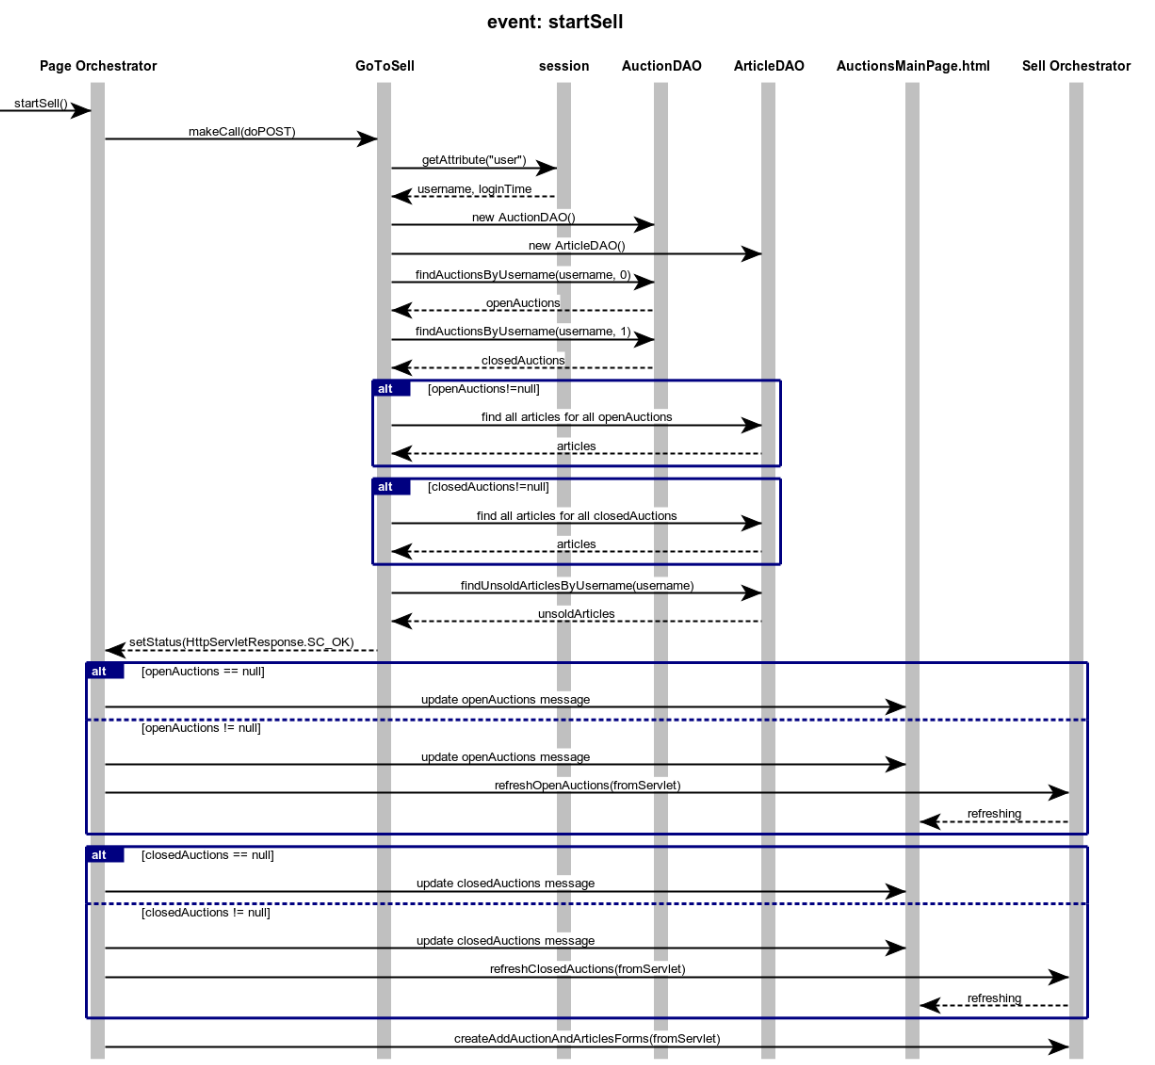 event: startSell
Page Orchestrator
GoToSell
session
AuctionDAO
ArticleDAO
AuctionsMainPage.html
Sell Orchestrator
startSell()
makeCall(doPOST)
getAttribute("user")
username, loginTime
new AuctionDAO()
new ArticleDAO()
findAuctionsByUsername(username, 0)
openAuctions
findAuctionsByUsername(username, 1)
closedAuctions
alt [openAuctions!=null]
find all articles for all openAuctions
articles
alt [closedAuctions!=null]
find all articles for all closedAuctions
articles
findUnsoldArticlesByUsername(username)
unsoldArticles
setStatus(HttpServletResponse.SC_OK)
alt [openAuctions == null]
update openAuctions message
[openAuctions != null]
update openAuctions message
refreshOpenAuctions(fromServlet)
refreshing
alt [closedAuctions == null]
update closedAuctions message
[closedAuctions != null]
update closedAuctions message
refreshClosedAuctions(fromServlet)
refreshing
createAddAuctionAndArticlesForms(fromServlet)